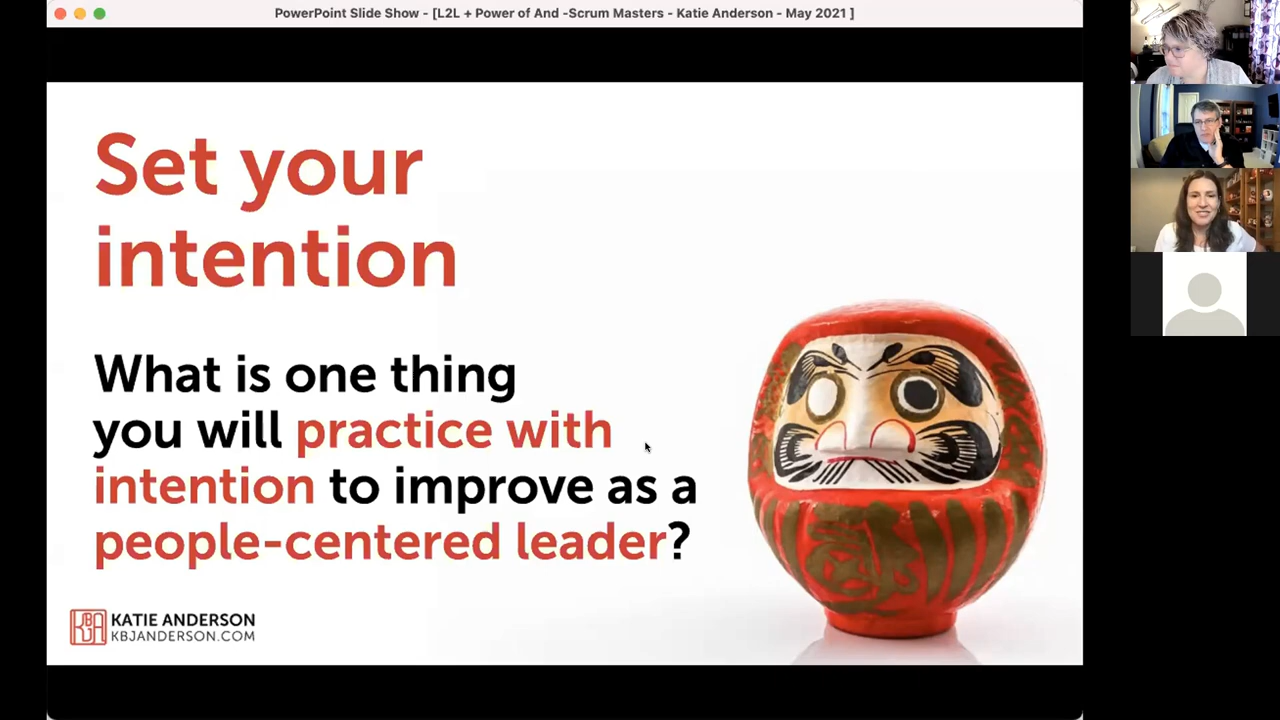 PowerPoint Slide Show - [L2L + Power of And -Scrum Masters - Katie Anderson - May 2021 ]
Set your
intention
What is one thing
you will practice with
intention to improve as a
people-centered leader?
KBJA
KATIE ANDERSON
KBJANDERSON.COM